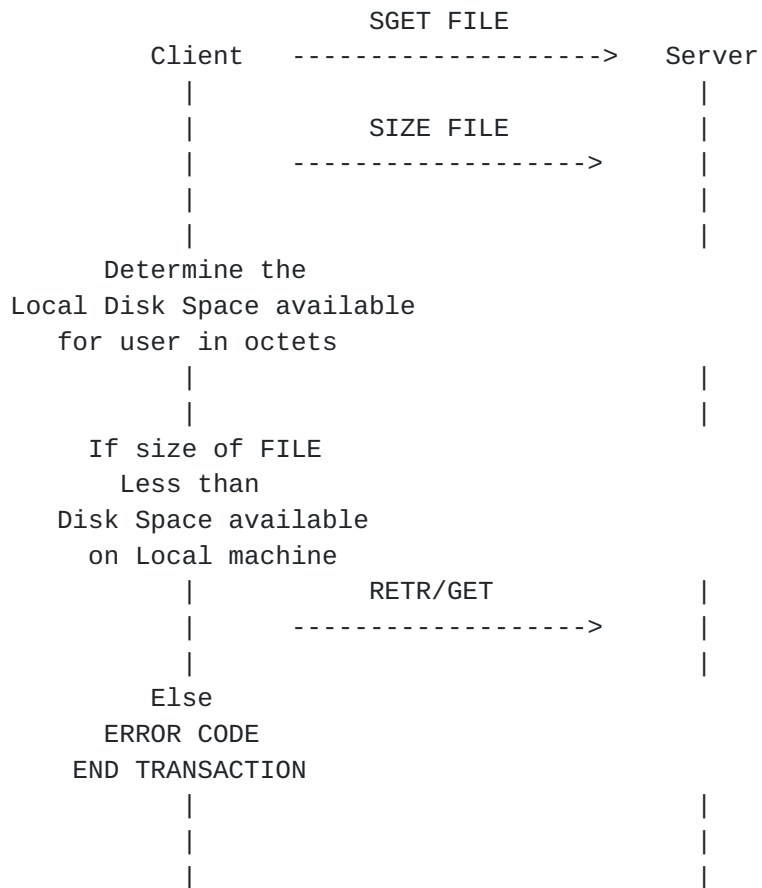 SGET FILE
Client --------------------> Server
| |
| SIZE FILE |
| -------------------> |
| |
| |
Determine the
Local Disk Space available
for user in octets
| |
| |
If size of FILE
Less than
Disk Space available
on Local machine
| RETR/GET |
| -------------------> |
| |
Else
ERROR CODE
END TRANSACTION
| |
| |
| |